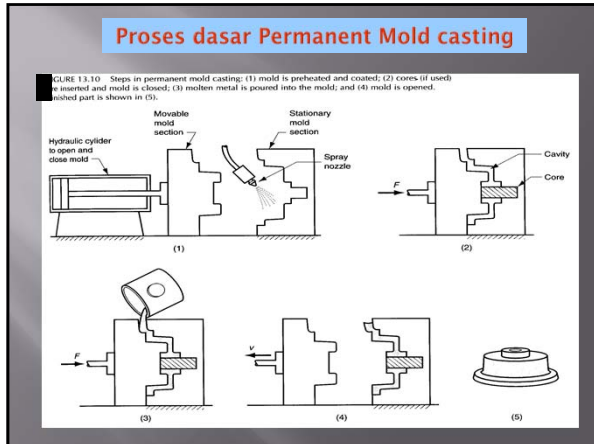 Proses dasar Permanent Mold casting
GURE 13.10 Steps in permanent mold casting: (1) mold is preheated and coated; (2) cores (if used)
re inserted and mold is closed; (3) molten metal is poured into the mold; and (4) mold is opened.
inished part is shown in (5).
Movable
mold
section
Stationary
mold
section
Hydraulic cylider
to open and
close mold
Spray
nozzle
Cavity
Core
F
(1)
(2)
F
v
(3)
(4)
(5)